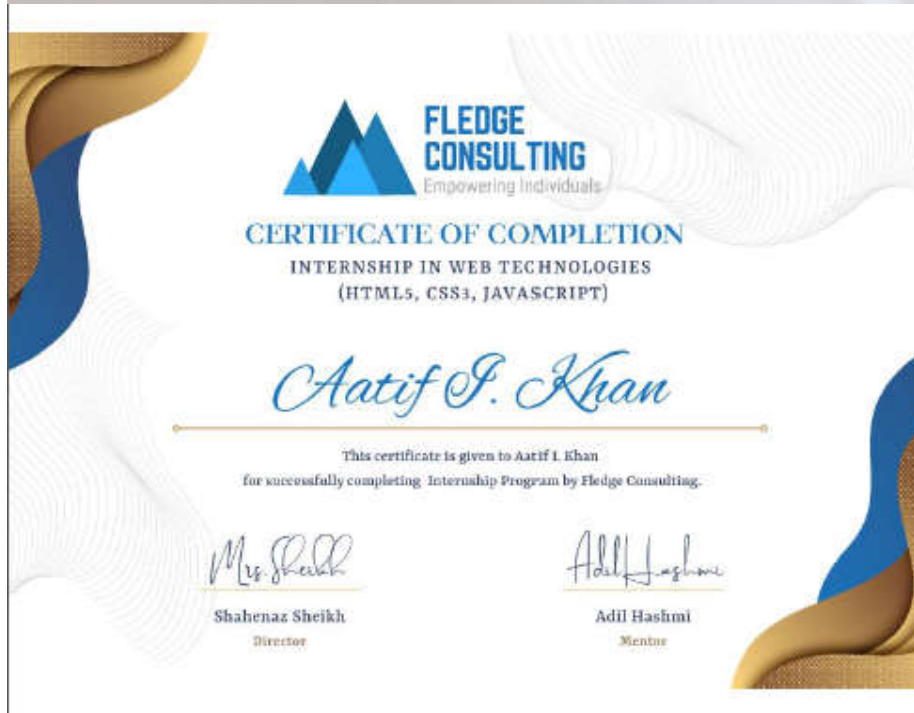 FLEDGE
CONSULTING
Empowering Individuals
CERTIFICATE OF COMPLETION
INTERNSHIP IN WEB TECHNOLOGIES
(HTML5, CSS3, JAVASCRIPT)
Aatif I. Khan
This certificate is given to Aatif I. Khan
for successfully completing Internship Program by Fledge Consulting.
Mrs. Sheikh
Adil Hashmi
Shahenaz Sheikh
Adil Hashmi
Director
Mentor